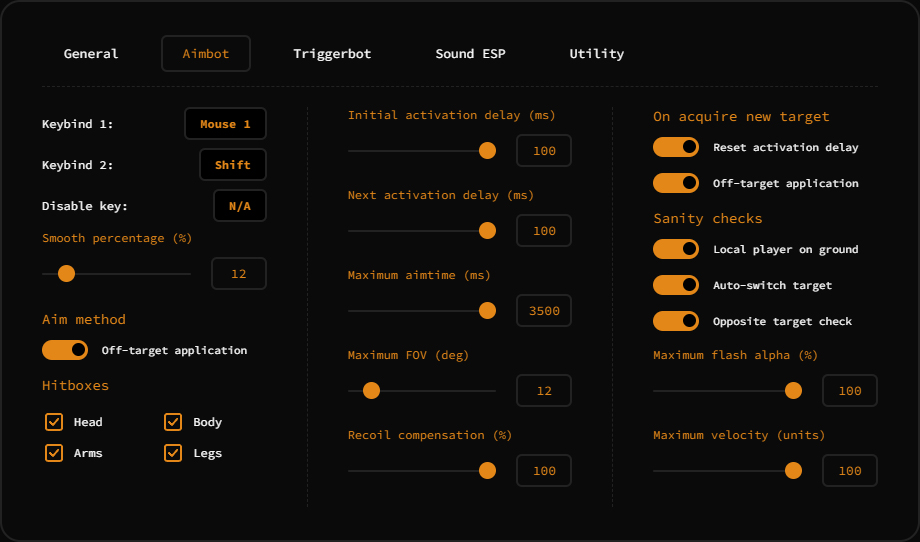 General Aimbot Triggerbot Sound ESP Utility
Keybind 1: Mouse 1
Keybind 2: Shift
Disable key: N/A
Smooth percentage (%)
12
Aim method
Off-target application
Hitboxes
Head Body
Arms Legs
Initial activation delay (ms)
100
Next activation delay (ms)
100
Maximum aimtime (ms)
3500
Maximum FOV (deg)
12
Recoil compensation (%)
100
On acquire new target
Reset activation delay
Off-target application
Sanity checks
Local player on ground
Auto-switch target
Opposite target check
Maximum flash alpha (%)
100
Maximum velocity (units)
100